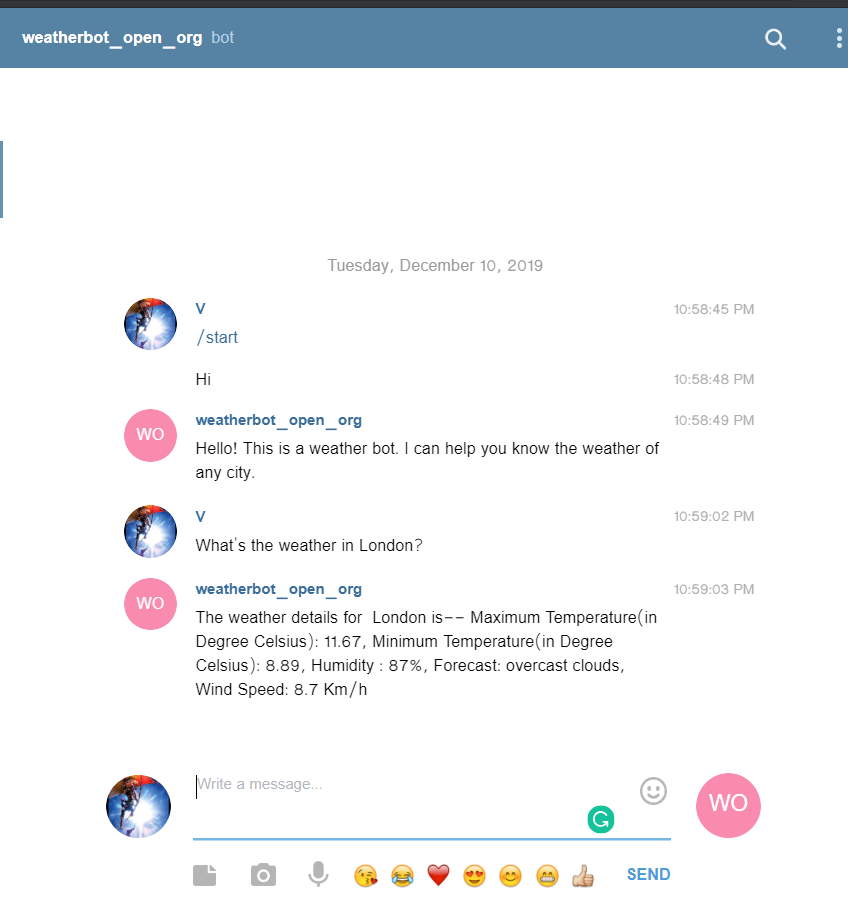 weatherbot_open_org bot
Tuesday, December 10, 2019
V 10:58:45 PM
/start
Hi 10:58:48 PM
weatherbot_open_org 10:58:49 PM
WO
Hello! This is a weather bot. I can help you know the weather of
any city.
V 10:59:02 PM
What's the weather in London?
weatherbot_open_org 10:59:03 PM
WO
The weather details for  London is-- Maximum Temperature(in
Degree Celsius): 11.67, Minimum Temperature(in Degree
Celsius): 8.89, Humidity : 87%, Forecast: overcast clouds,
Wind Speed: 8.7 Km/h
Write a message...
WO
SEND